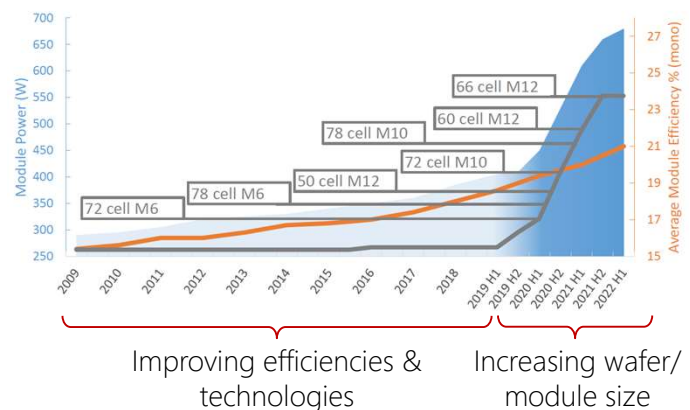 700
650
600
550
500
450
400
350
300
250
Module Power (W)
27
25
23
21
19
17
15
Average Module Efficiency % (mono)
66 cell M12
60 cell M12
78 cell M10
72 cell M10
50 cell M12
78 cell M6
72 cell M6
2009
2010
2011
2012
2013
2014
2015
2016
2017
2018
2019 H1
2019 H2
2020 H1
2020 H2
2021 H1
2021 H2
2022 H1
Improving efficiencies &
technologies
Increasing wafer/
module size